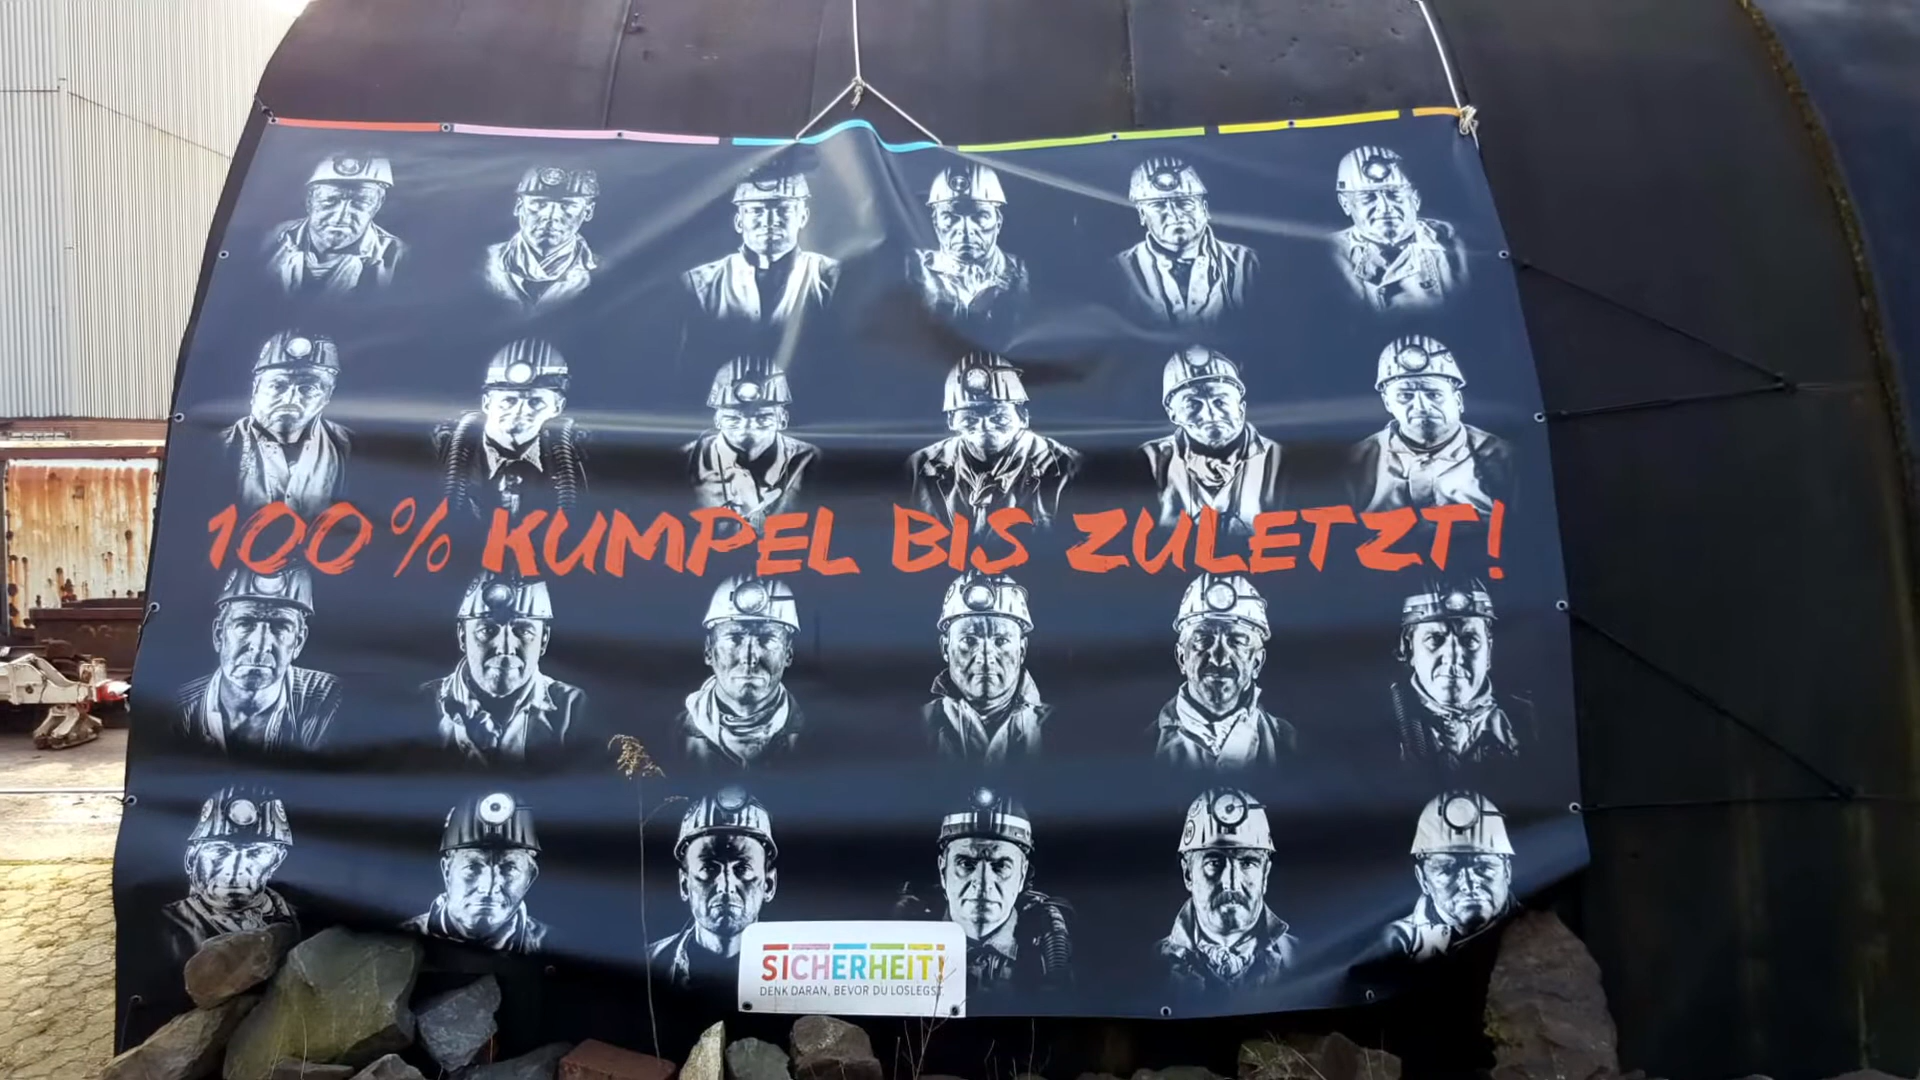 100% KUMPEL BIS ZULETZT!
SICHERHEIT!
DENK DARAN, BEVOR DU LOSLEGST.